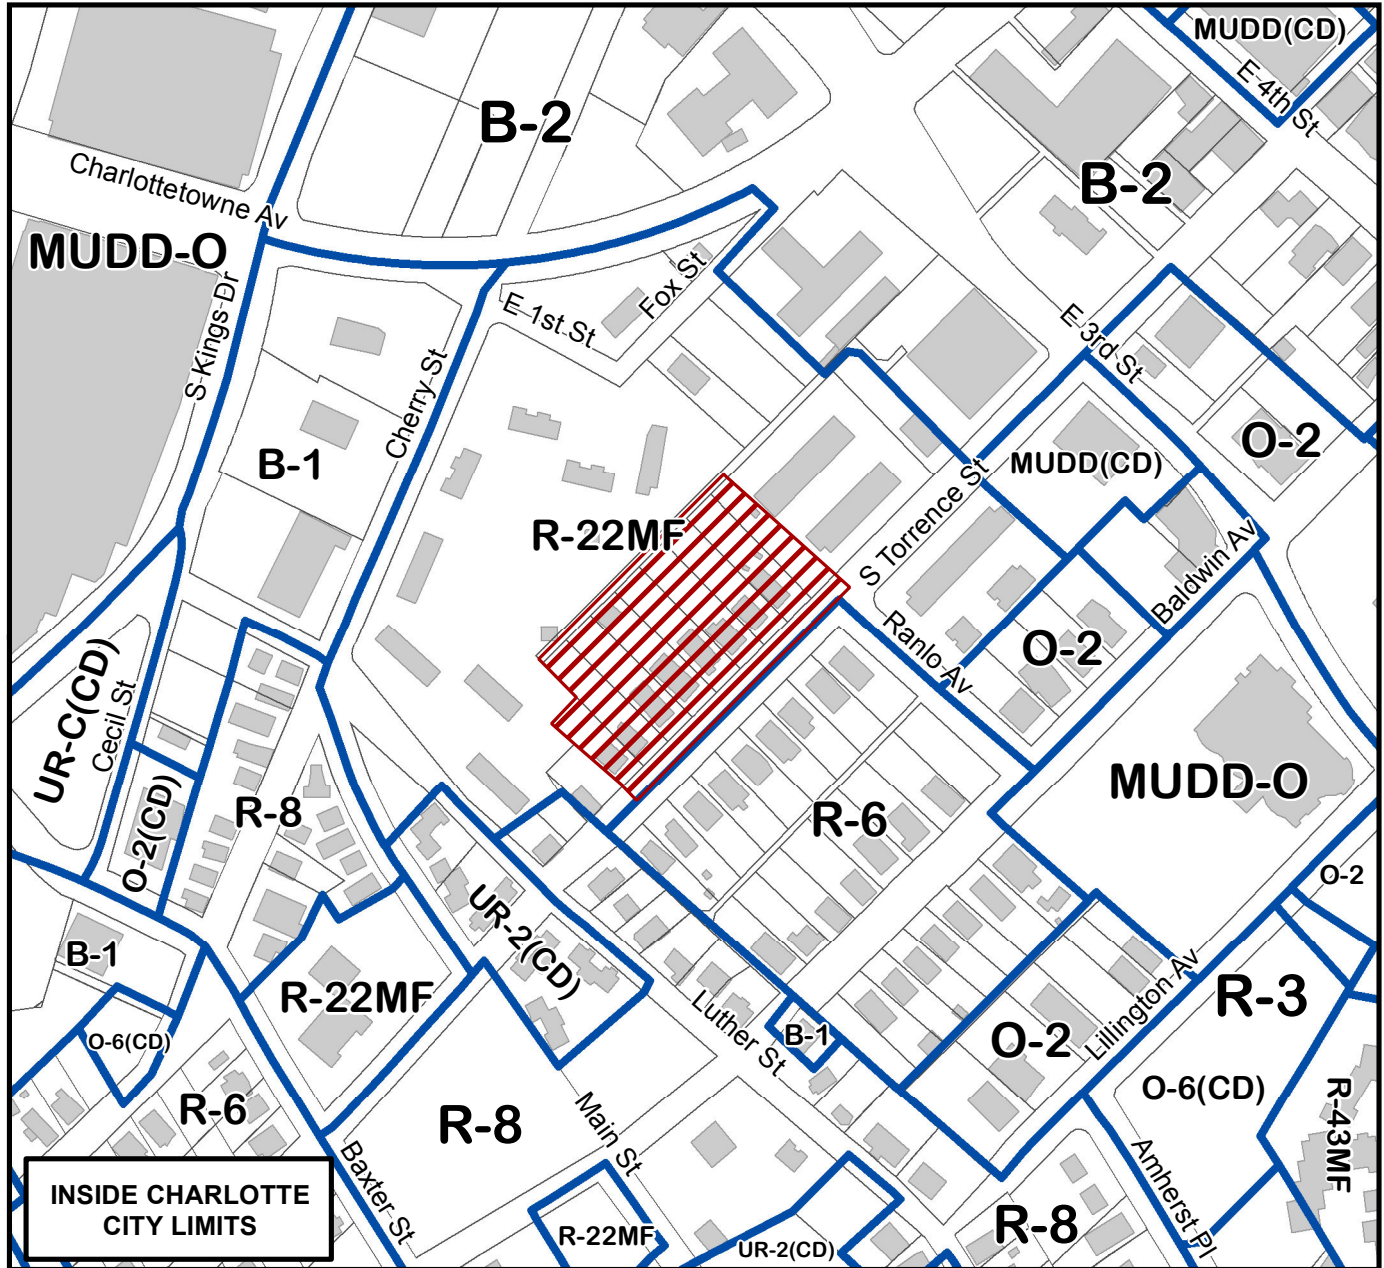 MUDD(CD)
E 4th St
B-2
B-2
Charlottetowne Av
MUDD-O
S Kings Dr
Fox St
E 1st St
E 3rd St
Cherry St
O-2
B-1
MUDD(CD)
R-22MF
S Torrence St
Baldwin Av
Ranlo Av
O-2
UR-C(CD)
Cecil St
MUDD-O
O-2(CD)
R-8
R-6
O-2
UR-2(CD)
B-1
R-22MF
R-3
Luther St
B-1
Lillington Av
O-6(CD)
O-2
O-6(CD)
R-43MF
R-6
R-8
Main St
Baxter St
Amherst Pl
INSIDE CHARLOTTE
CITY LIMITS
R-8
R-22MF
UR-2(CD)